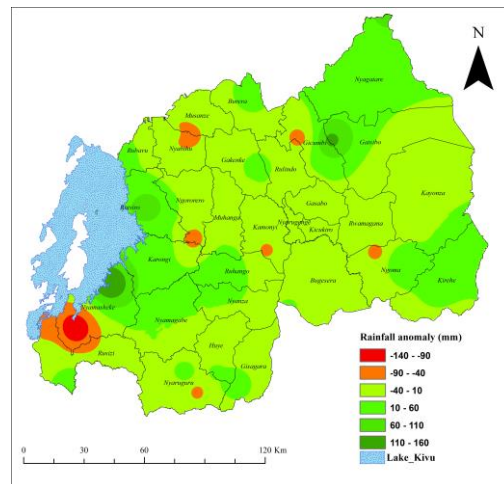 N
Nyagatare
Burera
Musanze
Gicumbi
Gatsibo
Nyabihu
Rubavu
Gakenke
Rulindo
Kayonza
Ngororero
Rutsiro
Gasabo
Muhanga
Rwamagana
Kamonyi
Nyarugenge
Kicukiro
Karongi
Ruhango
Bugesera
Ngoma
Kirehe
Nyanza
Nyamasheke
Nyamagabe
Huye
Rusizi
Gisagara
Nyaruguru
Rainfall anomaly (mm)
-140 - -90
-90 - -40
-40 - 10
10 - 60
60 - 110
110 - 160
Lake_Kivu
0 30 60 120 Km